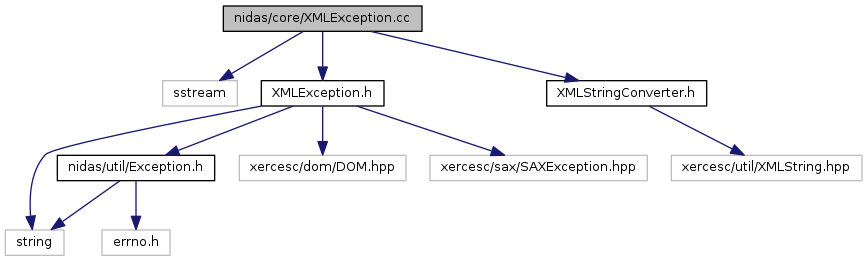 nidas/core/XMLException.cc
sstream
XMLException.h
XMLStringConverter.h
nidas/util/Exception.h
xercesc/dom/DOM.hpp
xercesc/sax/SAXException.hpp
xercesc/util/XMLString.hpp
string
errno.h